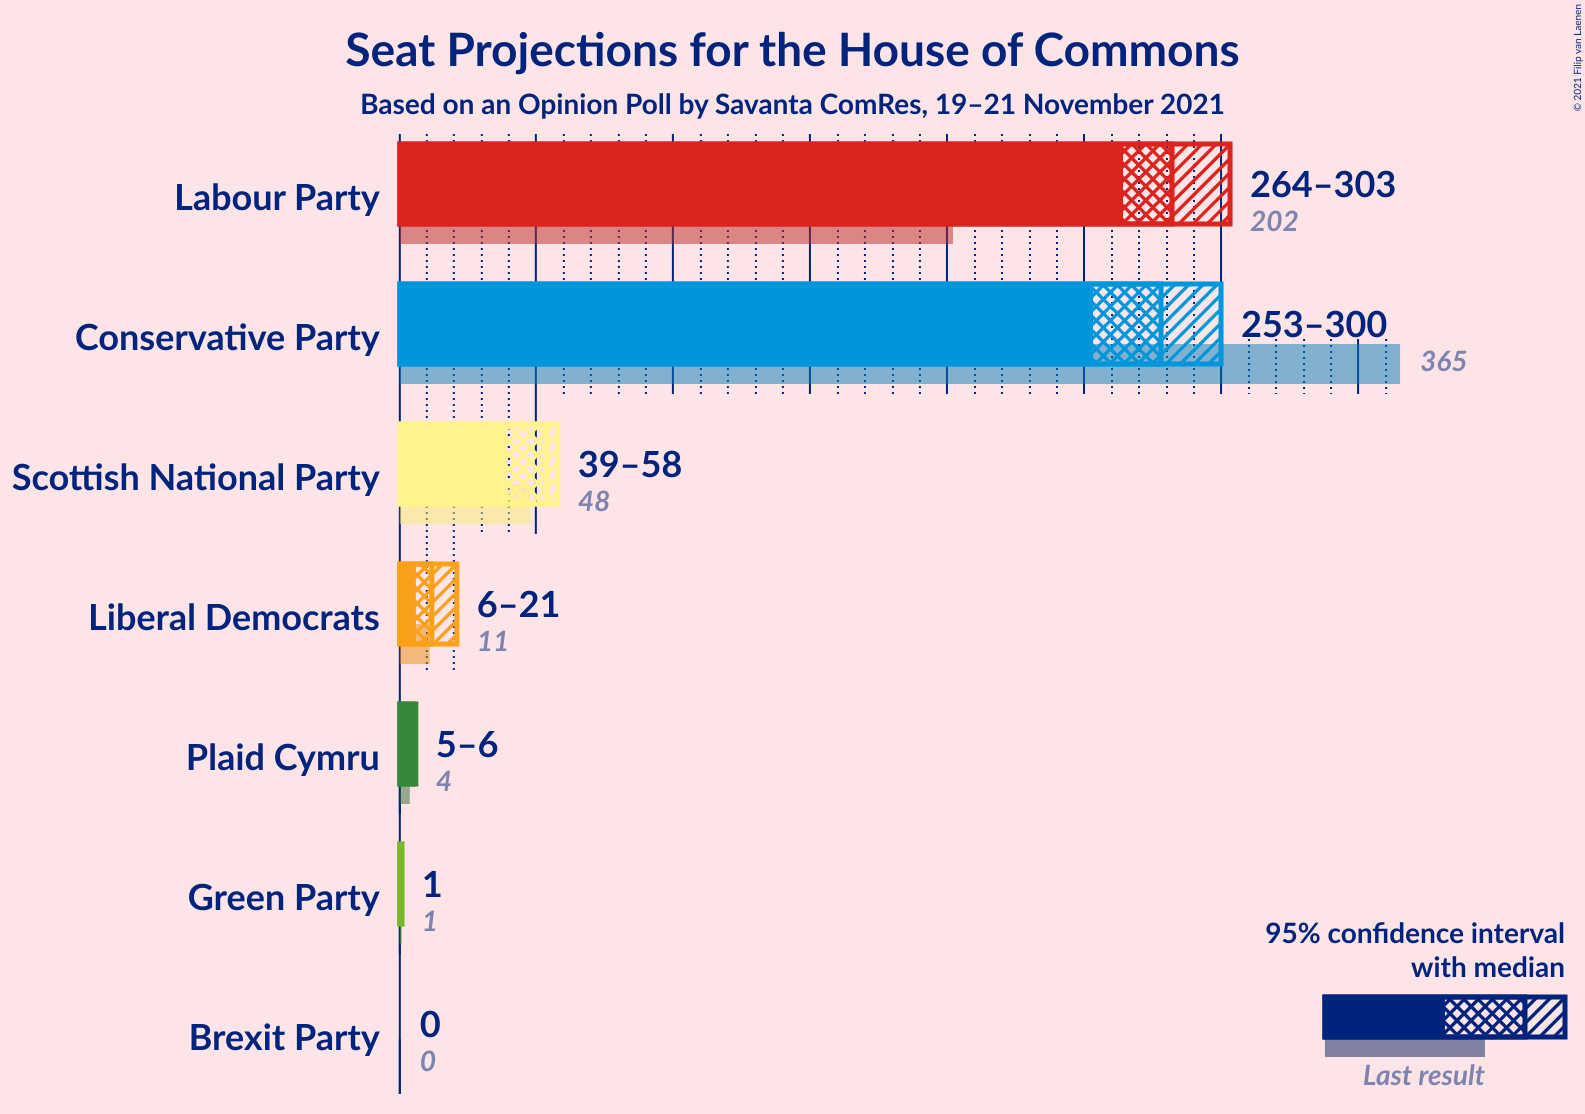 Seat Projections for the House of Commons
Based on an Opinion Poll by Savanta ComRes, 19–21 November 2021
© 2021 Filip van Laenen
Labour Party
264–303
202
Conservative Party
253–300
365
Scottish National Party
39–58
48
Liberal Democrats
6–21
11
Plaid Cymru
5–6
4
Green Party
1
1
Brexit Party
0
0
95% confidence interval
with median
Last result